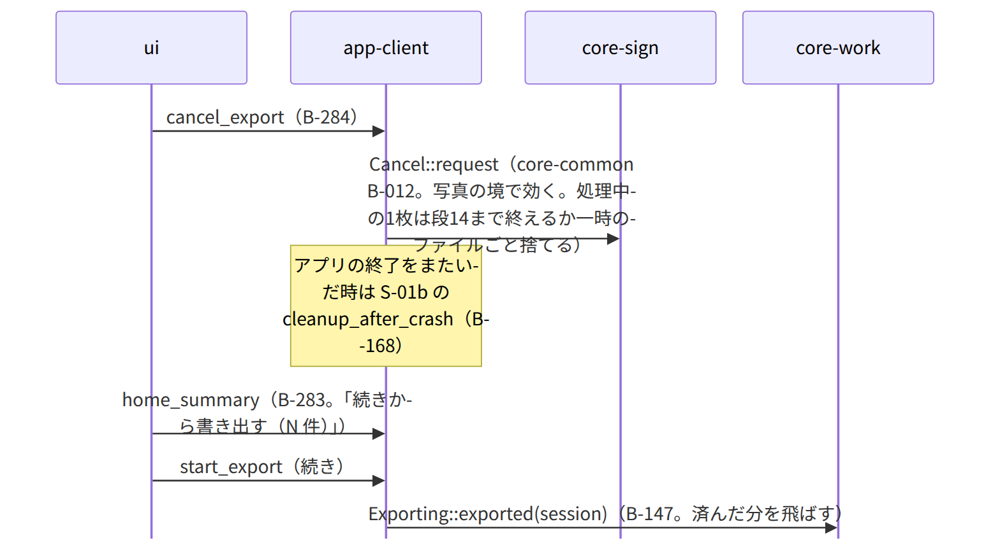 ui
app-client
core-sign
core-work
cancel_export（B-284）
Cancel::request（core-common
B-012。写真の境で効く。処理中-
の1枚は段14まで終えるか一時の-
ファイルごと捨てる）
アプリの終了をまたい-
だ時は S-01b の
cleanup_after_crash（B-
-168）
home_summary（B-283。「続きか-
ら書き出す（N 件）」）
start_export（続き）
Exporting::exported(session)（B-147。済んだ分を飛ばす）